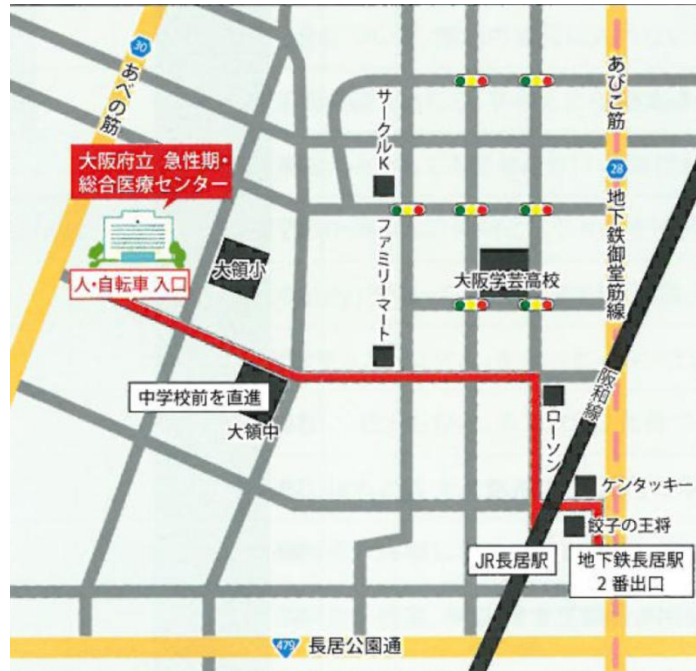 30
あべの筋
あびこ筋
28
地下鉄御堂筋線
サークルK
大阪府立 急性期・
総合医療センター
人・自転車 入口
大領小
ファミリーマート
大阪学芸高校
中学校前を直進
大領中
阪和線
ローソン
ケンタッキー
餃子の王将
JR長居駅
地下鉄長居駅
2番出口
479
長居公園通